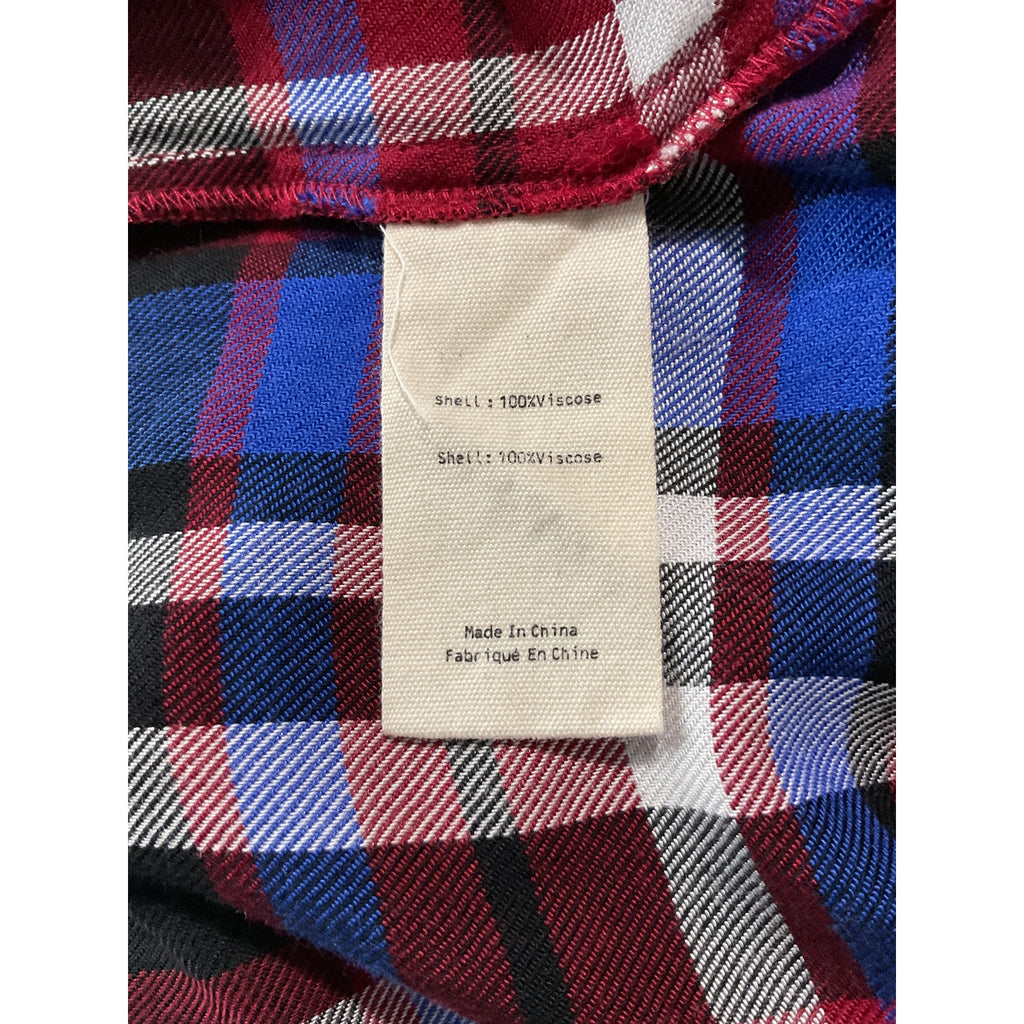 Shell: 100%Viscose
Shell: 100%Viscose
Made In China
Fabriqué En Chine